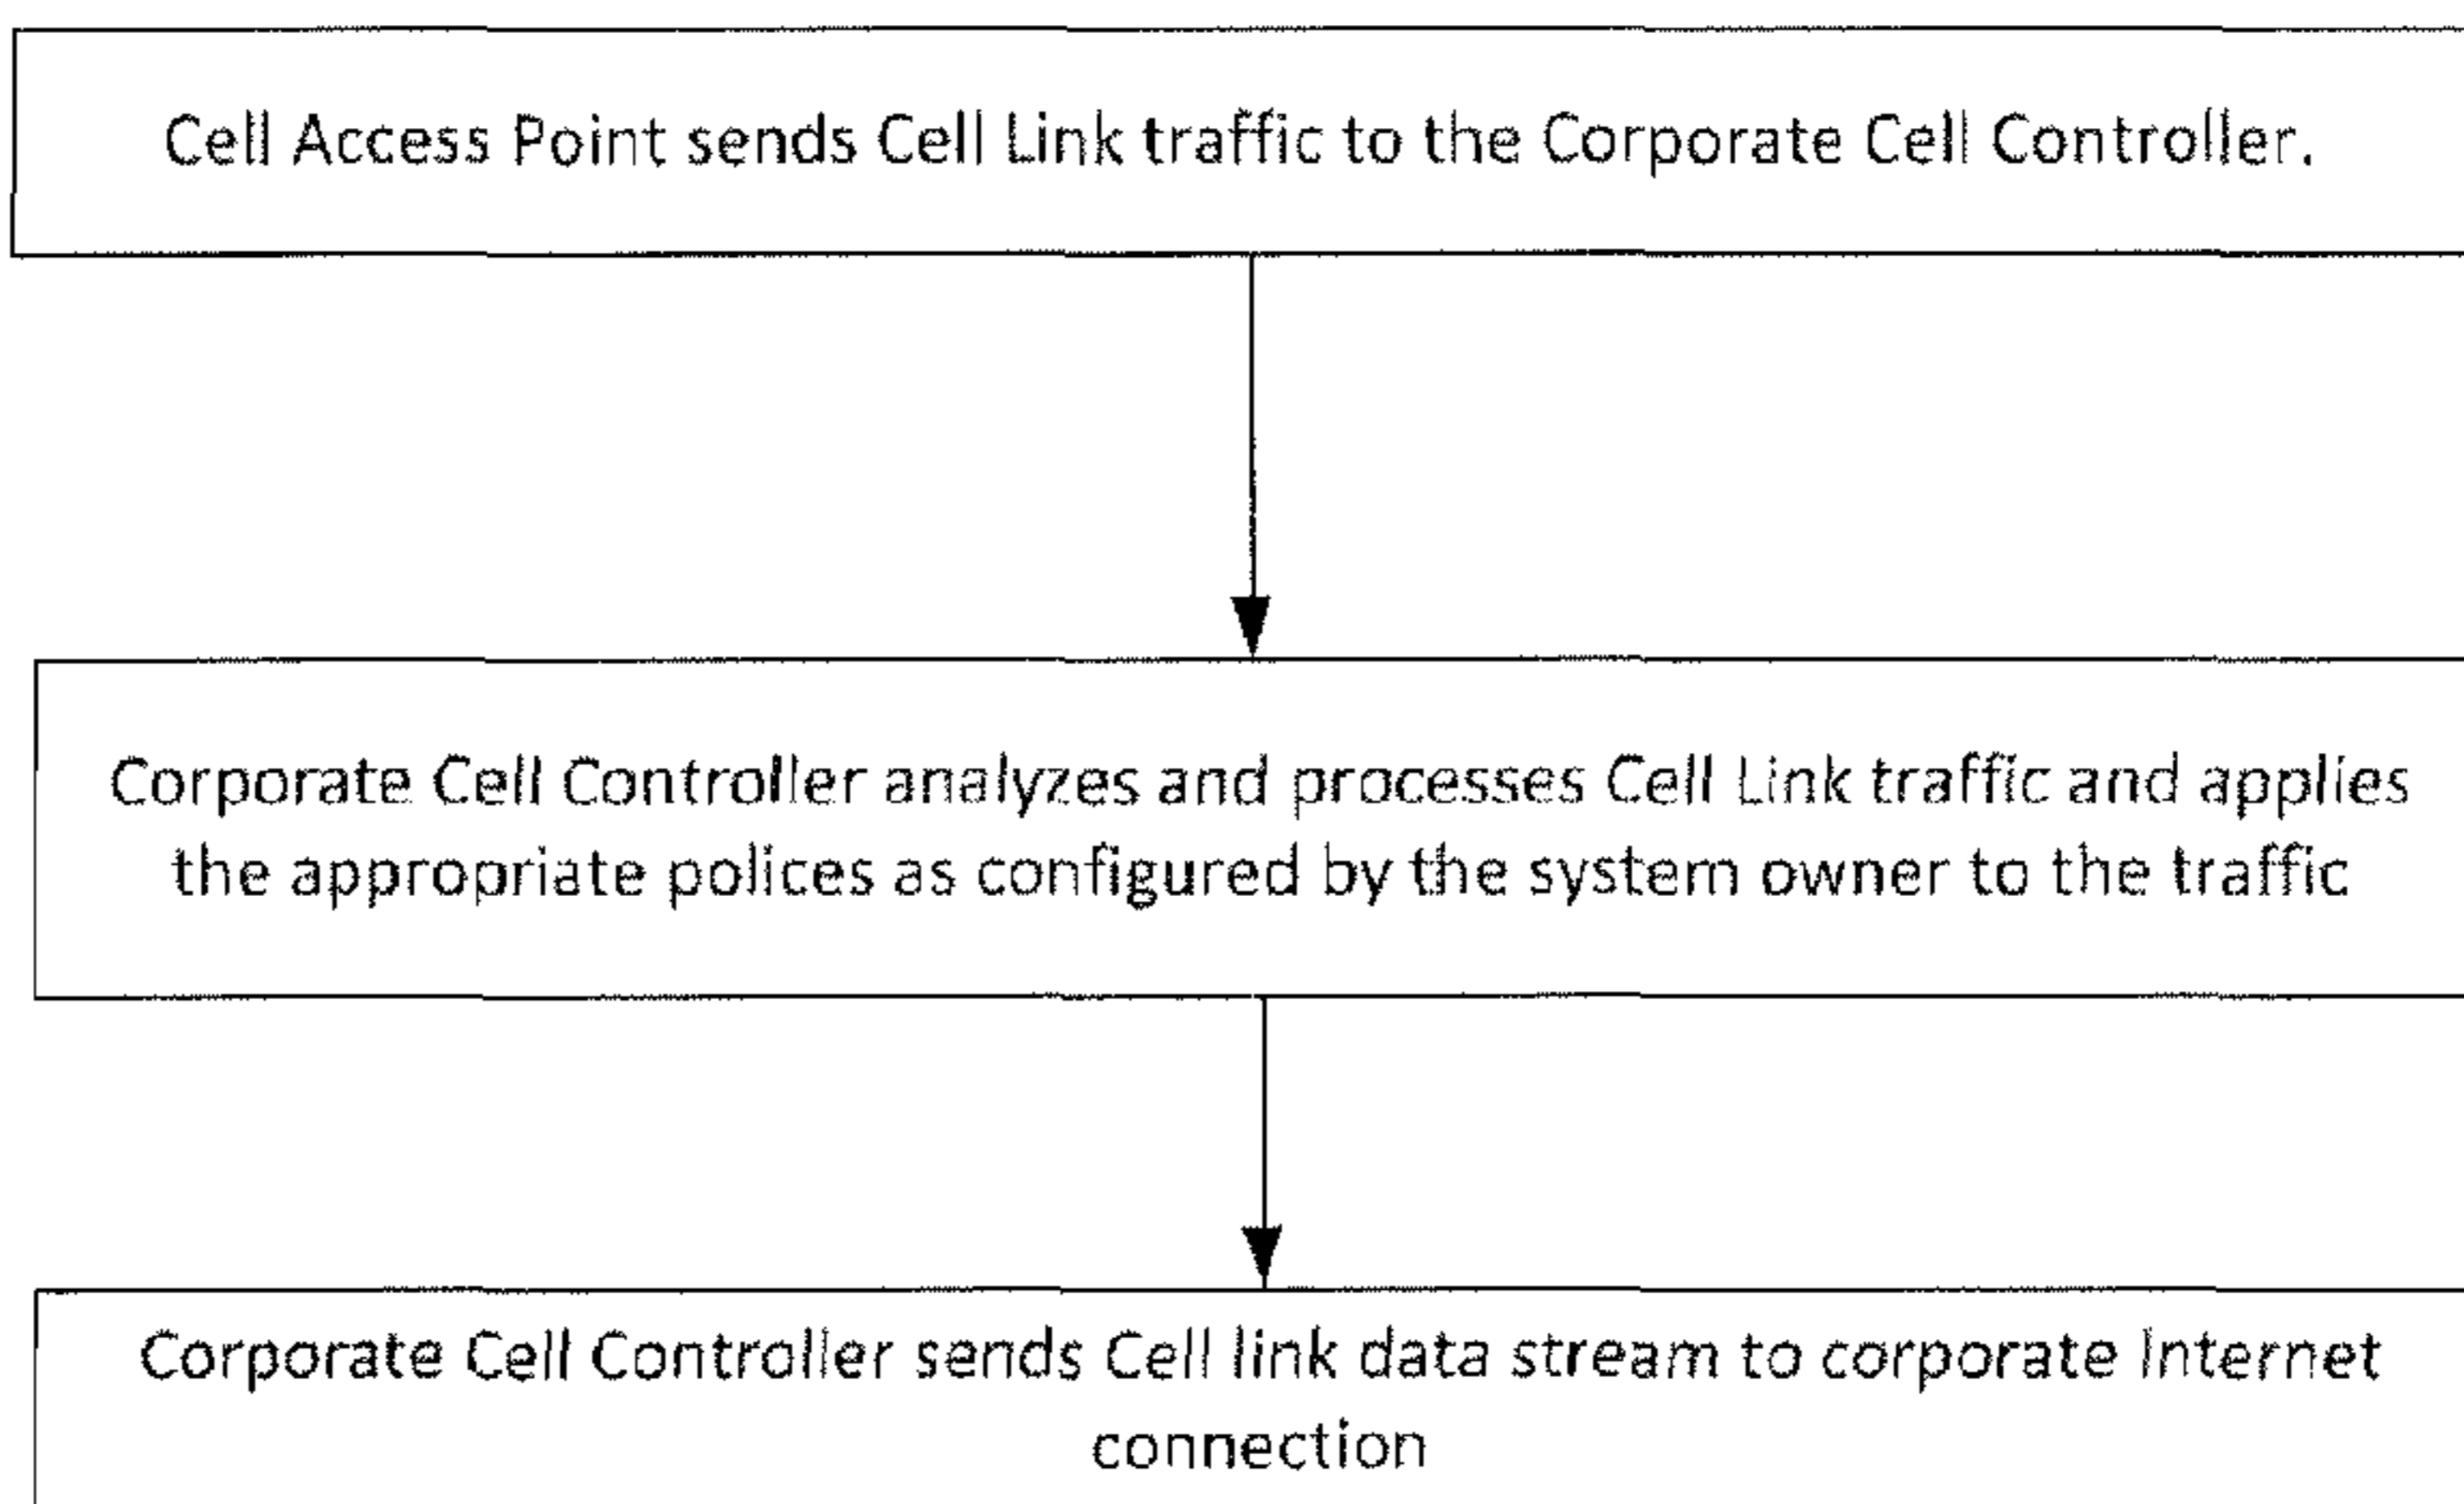 Cell Access Point sends Cell Link traffic to the Corporate Cell Controller.
Corporate Cell Controller analyzes and processes Cell Link traffic and applies
the appropriate polices as configured by the system owner to the traffic
Corporate Cell Controller sends Cell link data stream to corporate Internet
connection